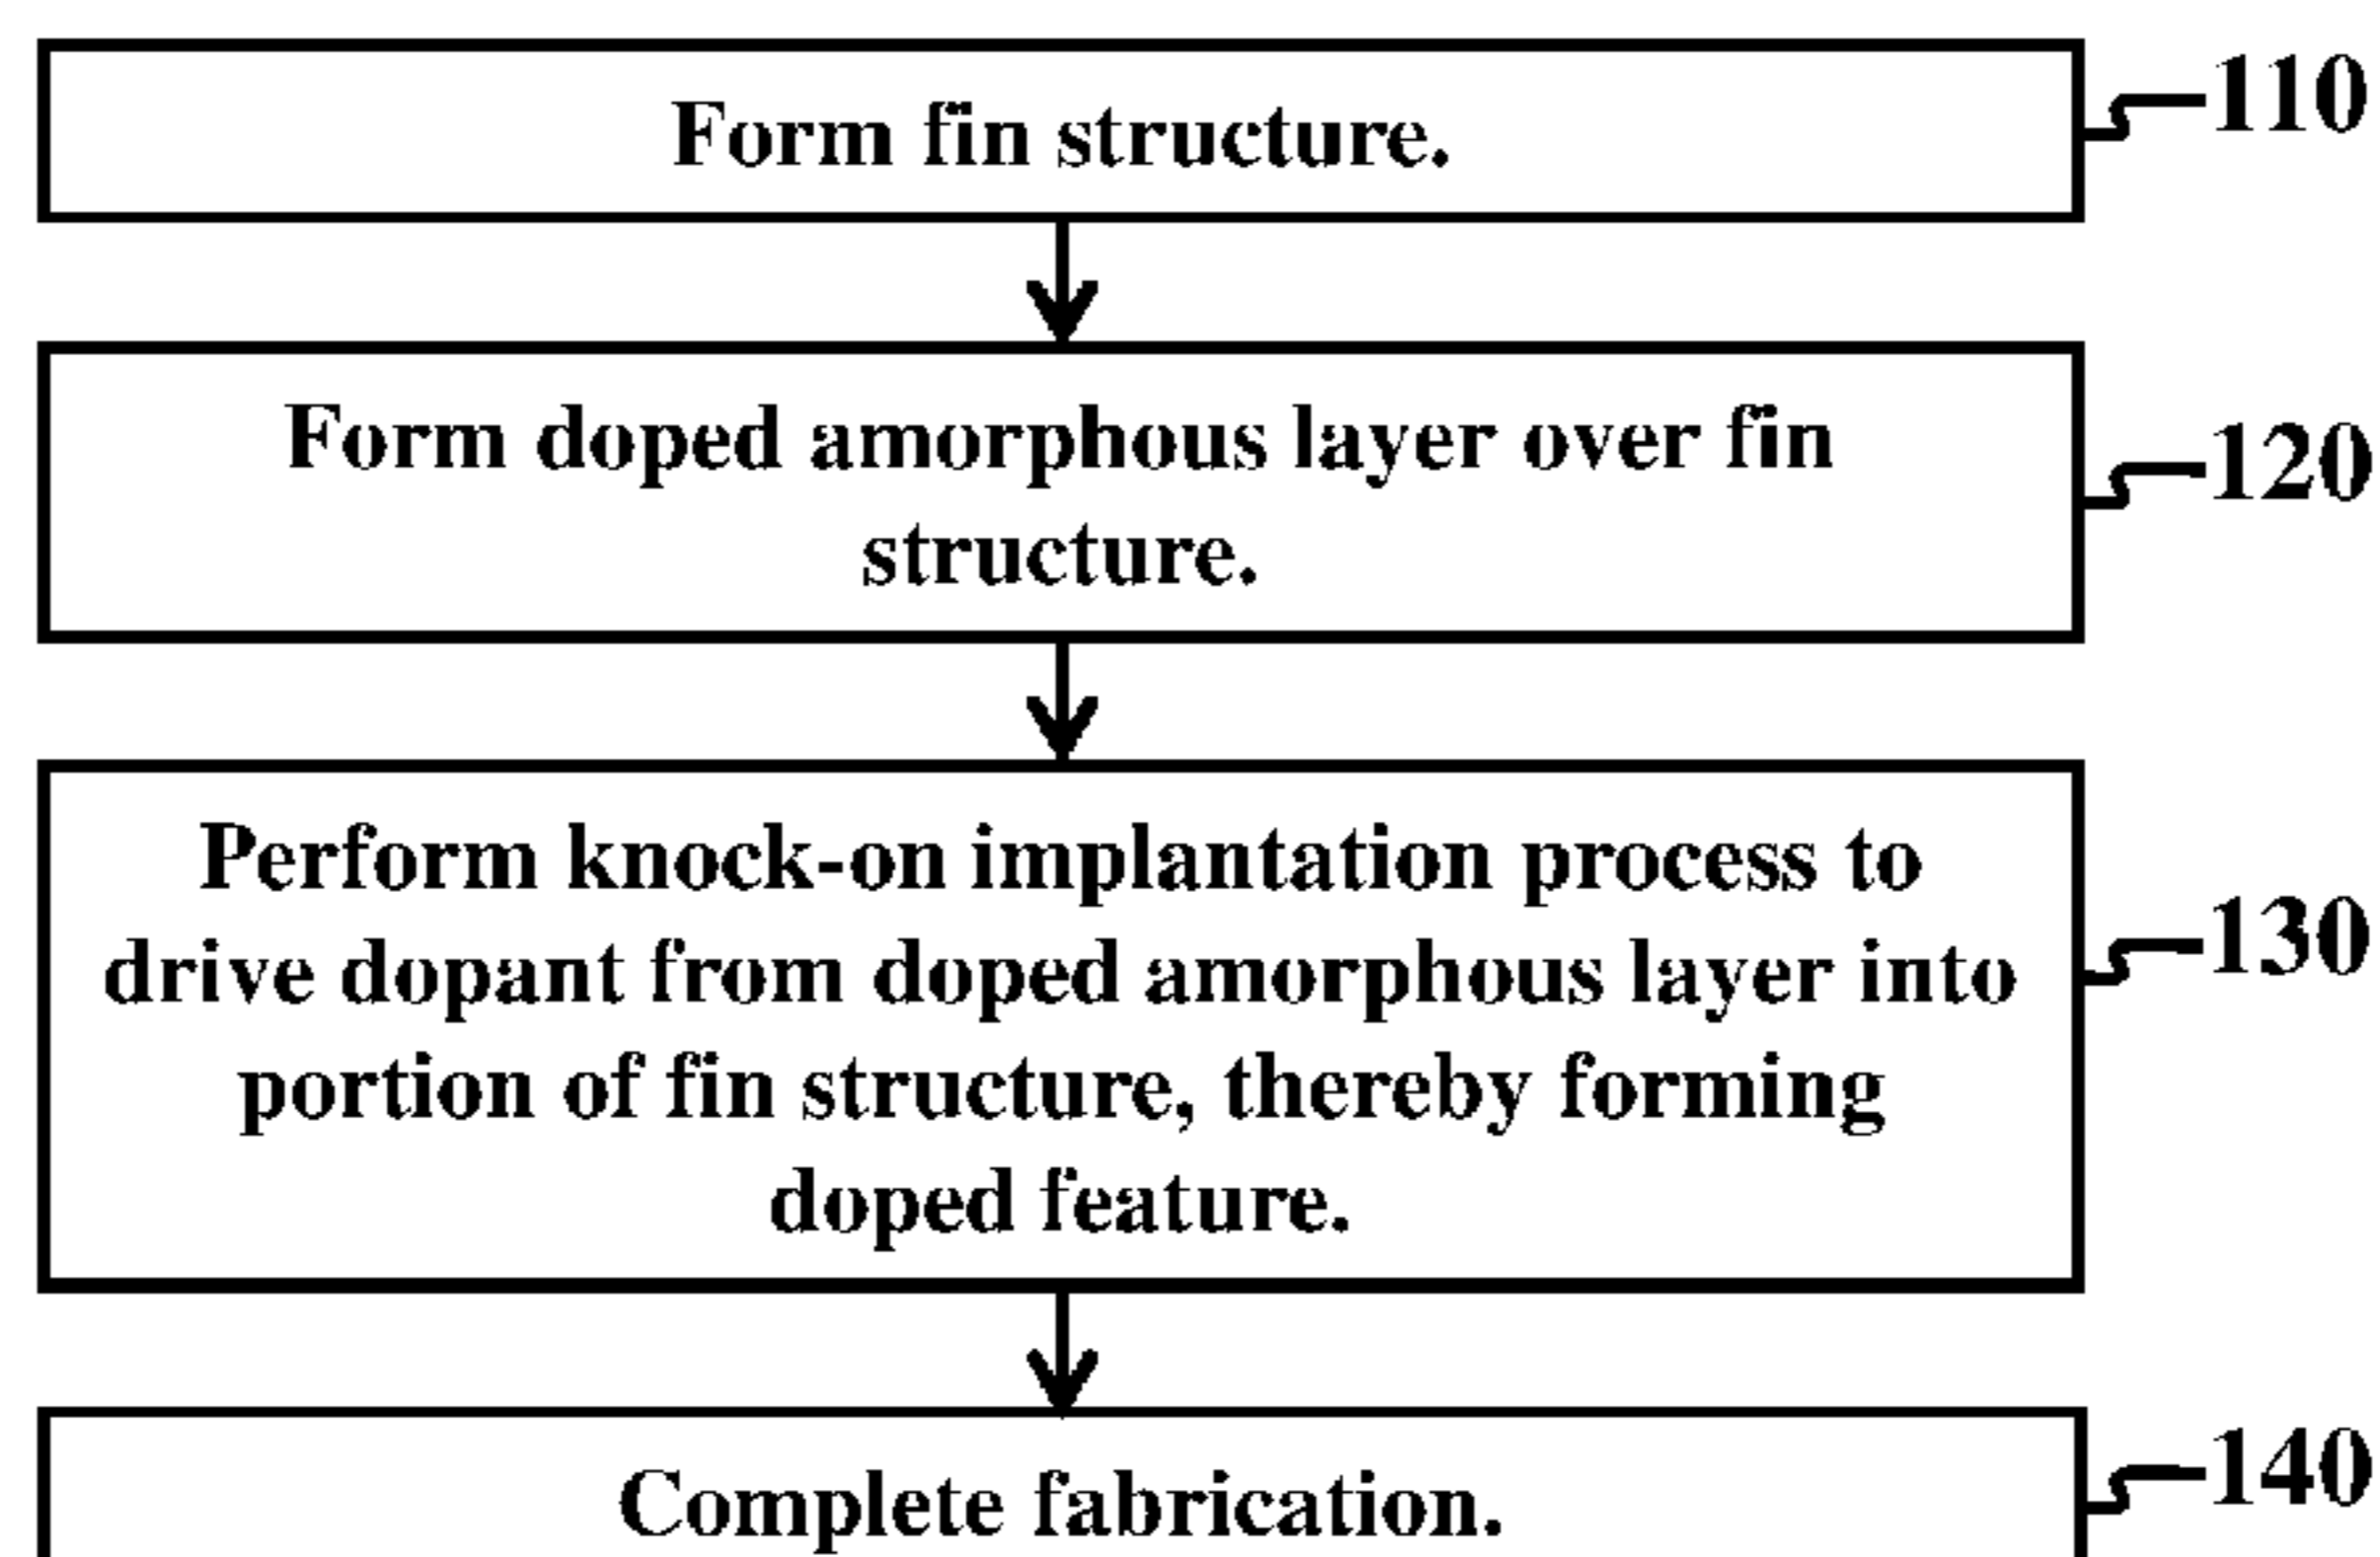 Form fin structure.
110
Form doped amorphous layer over fin
structure.
120
Perform knock-on implantation process to
drive dopant from doped amorphous layer into
portion of fin structure, thereby forming
doped feature.
130
Complete fabrication.
140